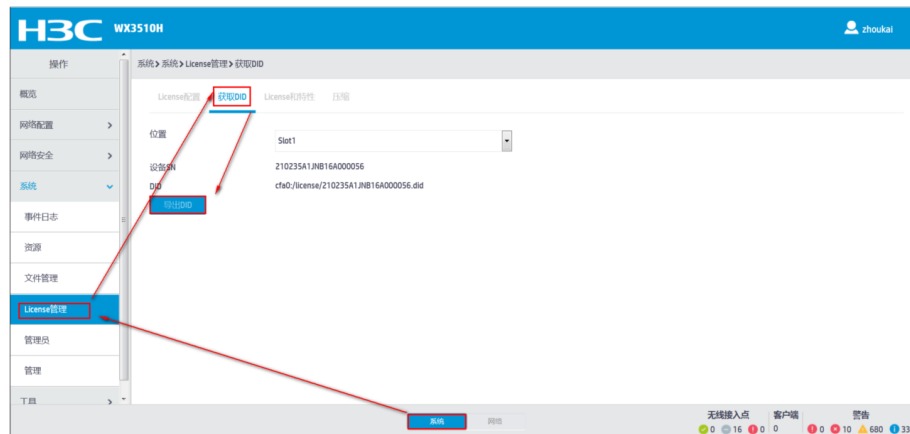 H3C WX3510H
zhoukai
操作
系统>系统>License管理>获取DID
概览
License配置 获取DID License和特性 压缩
网络配置
位置
Slot1
网络安全
设备SN
210235A1JNB16A000056
系统
DID
cfa0:/license/210235A1JNB16A000056.did
导出DID
事件日志
资源
文件管理
License管理
管理员
管理
工具
系统 网络
无线接入点 客户端 警告
0 16 0 0 0 10 680 33